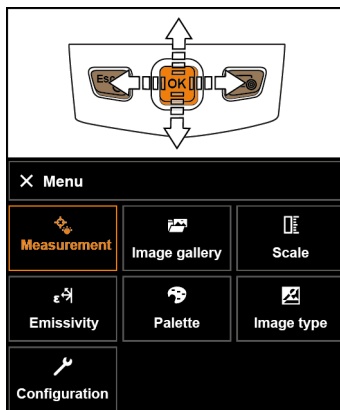 Esc
OK
Menu
Measurement
Image gallery
Scale
ε
Emissivity
Palette
Image type
Configuration